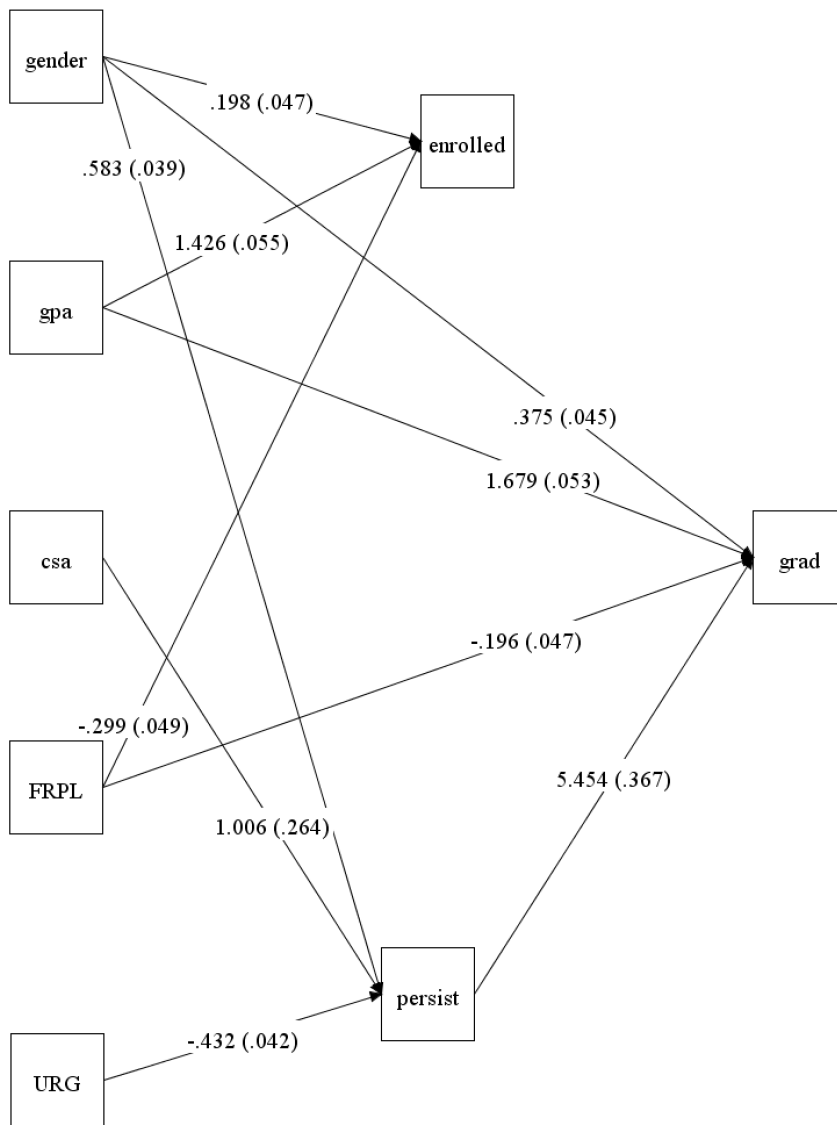 gender
.198 (.047)
enrolled
.583 (.039)
1.426 (.055)
gpa
.375 (.045)
1.679 (.053)
csa
grad
-.196 (.047)
-.299 (.049)
FRPL
5.454 (.367)
1.006 (.264)
persist
-.432 (.042)
URG